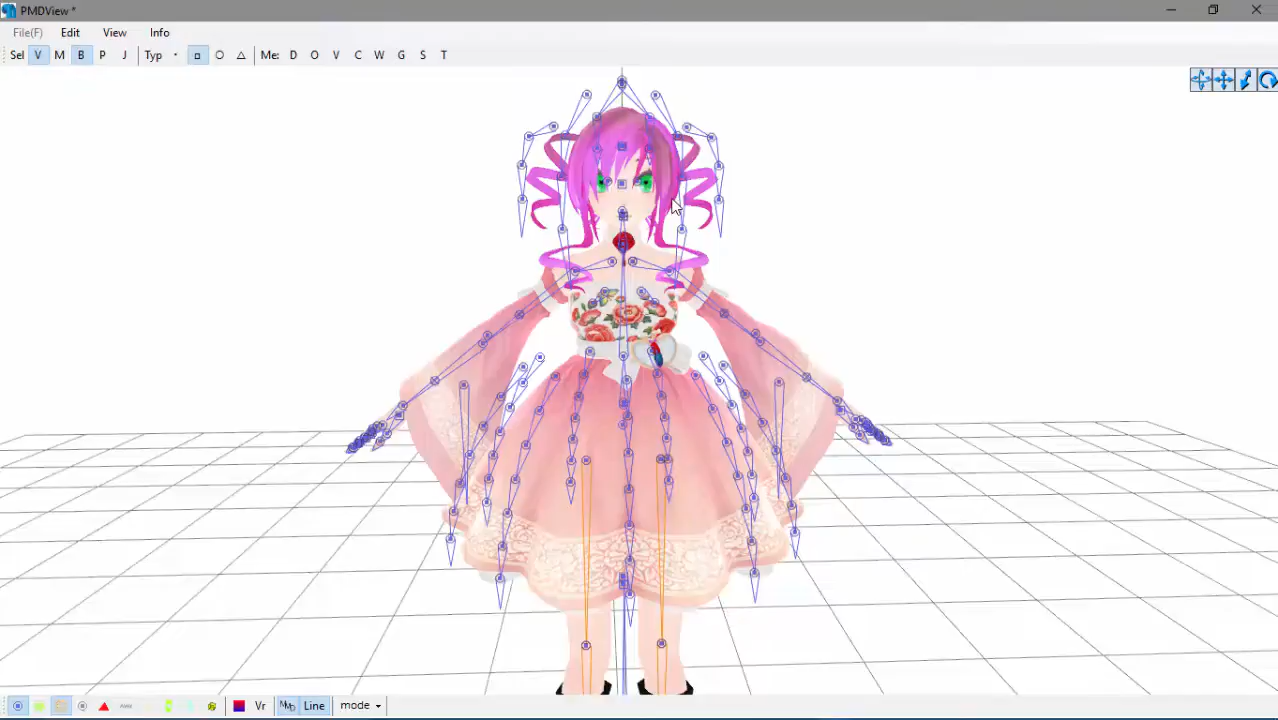 PMDView *
File(F) Edit View Info
Sel V M B P J Typ Me: D O V C W G S T
Vr Line mode